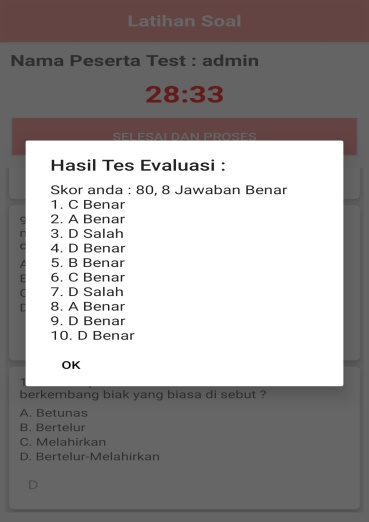 Latihan Soal
Nama Peserta Test : admin
28:33
SELESAI DAN PROSES
Hasil Tes Evaluasi :
Skor anda : 80, 8 Jawaban Benar
1. C Benar
2. A Benar
3. D Salah
4. D Benar
5. B Benar
6. C Benar
7. D Salah
8. A Benar
9. D Benar
10. D Benar
OK
berkembang biak yang biasa di sebut ?
A. Betunas
B. Bertelur
C. Melahirkan
D. Bertelur-Melahirkan
D